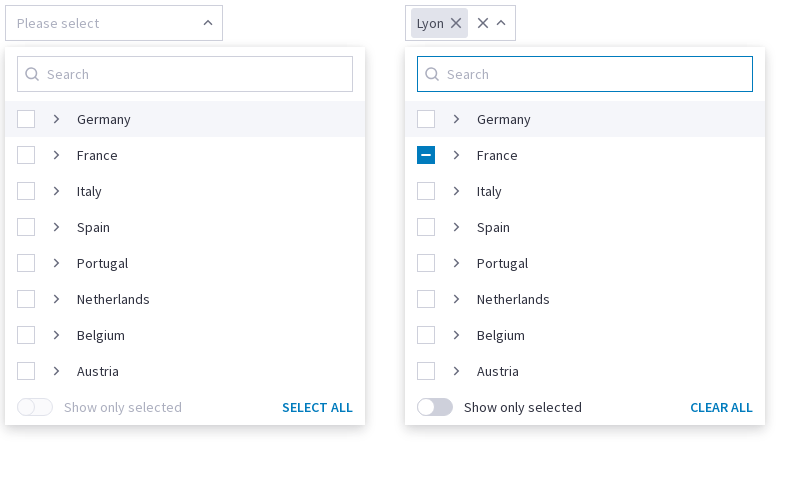 Please select
Search
Germany
France
Italy
Spain
Portugal
Netherlands
Belgium
Austria
Show only selected
SELECT ALL
Lyon
Search
Germany
France
Italy
Spain
Portugal
Netherlands
Belgium
Austria
Show only selected
CLEAR ALL